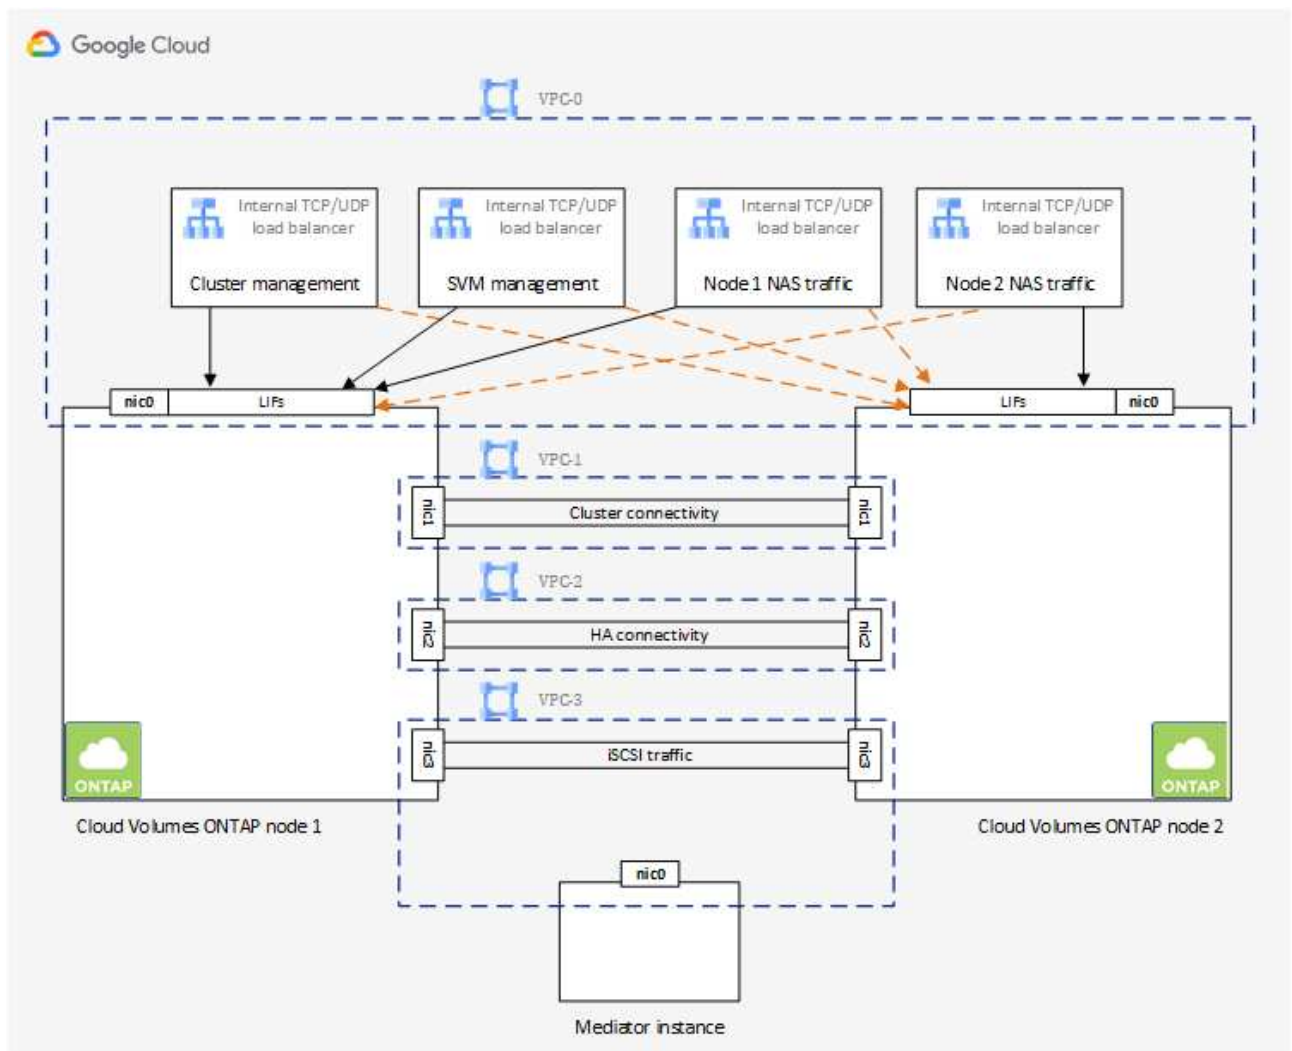 Google Cloud
VPC-0
Internal TCP/UDP
load balancer
Cluster management
Internal TCP/UDP
load balancer
SVM management
Internal TCP/UDP
load balancer
Node 1 NAS traffic
Internal TCP/UDP
load balancer
Node 2 NAS traffic
nic0
LIFs
LIFs
nic0
VPC-1
nic1
Cluster connectivity
nic1
VPC-2
nic2
HA connectivity
nic2
VPC-3
nic3
iSCSI traffic
nic3
ONTAP
ONTAP
Cloud Volumes ONTAP node 1
Cloud Volumes ONTAP node 2
nic0
Mediator instance